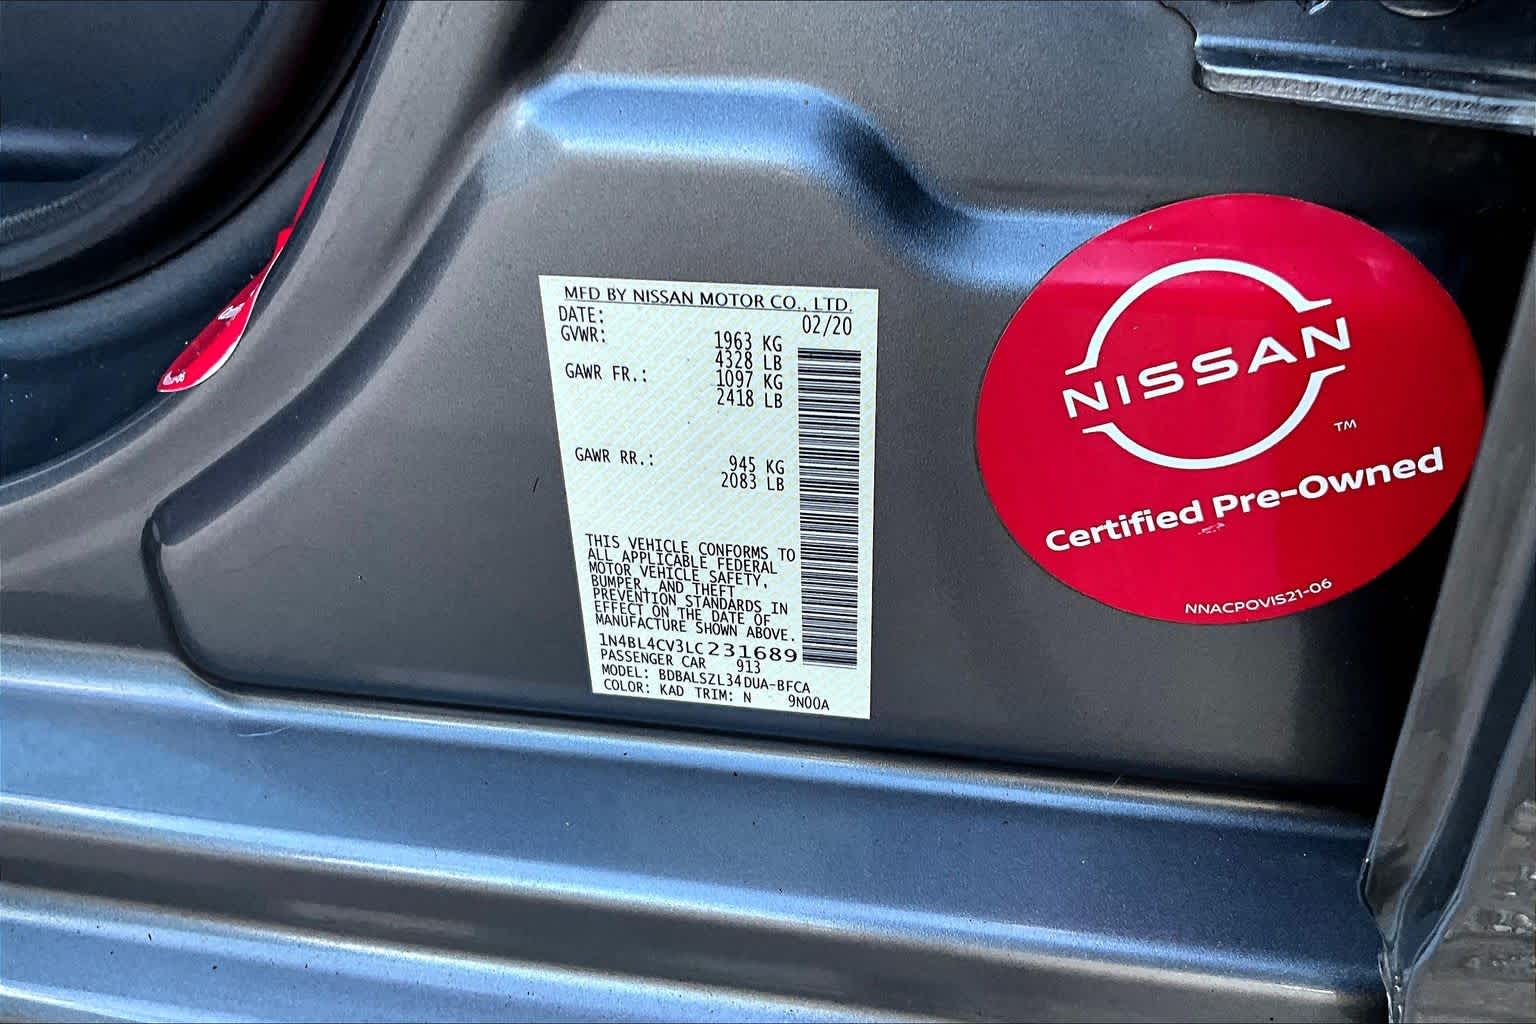 MFD BY NISSAN MOTOR CO., LTD.
DATE: 02/20
GVWR: 1963 KG
4328 LB
GAWR FR.: 1097 KG
2418 LB
GAWR RR.: 945 KG
2083 LB
THIS VEHICLE CONFORMS TO
ALL APPLICABLE FEDERAL
MOTOR VEHICLE SAFETY,
BUMPER, AND THEFT
PREVENTION STANDARDS IN
EFFECT ON THE DATE OF
MANUFACTURE SHOWN ABOVE.
1N4BL4CV3LC231689
PASSENGER CAR 913
MODEL: BDBALSZL34DUA-BFCA
COLOR: KAD TRIM: N 9N00A
NISSAN
TM
Certified Pre-Owned
NNACPOVIS21-06